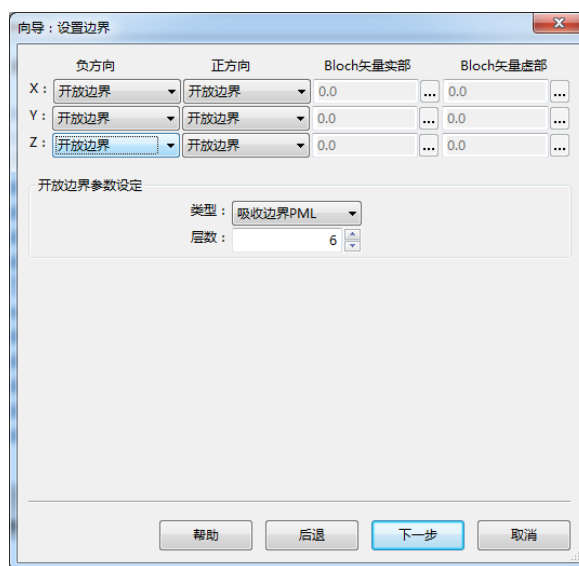 向导：设置边界
负方向 正方向 Bloch矢量实部 Bloch矢量虚部
X： 开放边界 开放边界 0.0 ... 0.0 ...
Y： 开放边界 开放边界 0.0 ... 0.0 ...
Z： 开放边界 开放边界 0.0 ... 0.0 ...
开放边界参数设定
类型： 吸收边界PML
层数： 6
帮助 后退 下一步 取消